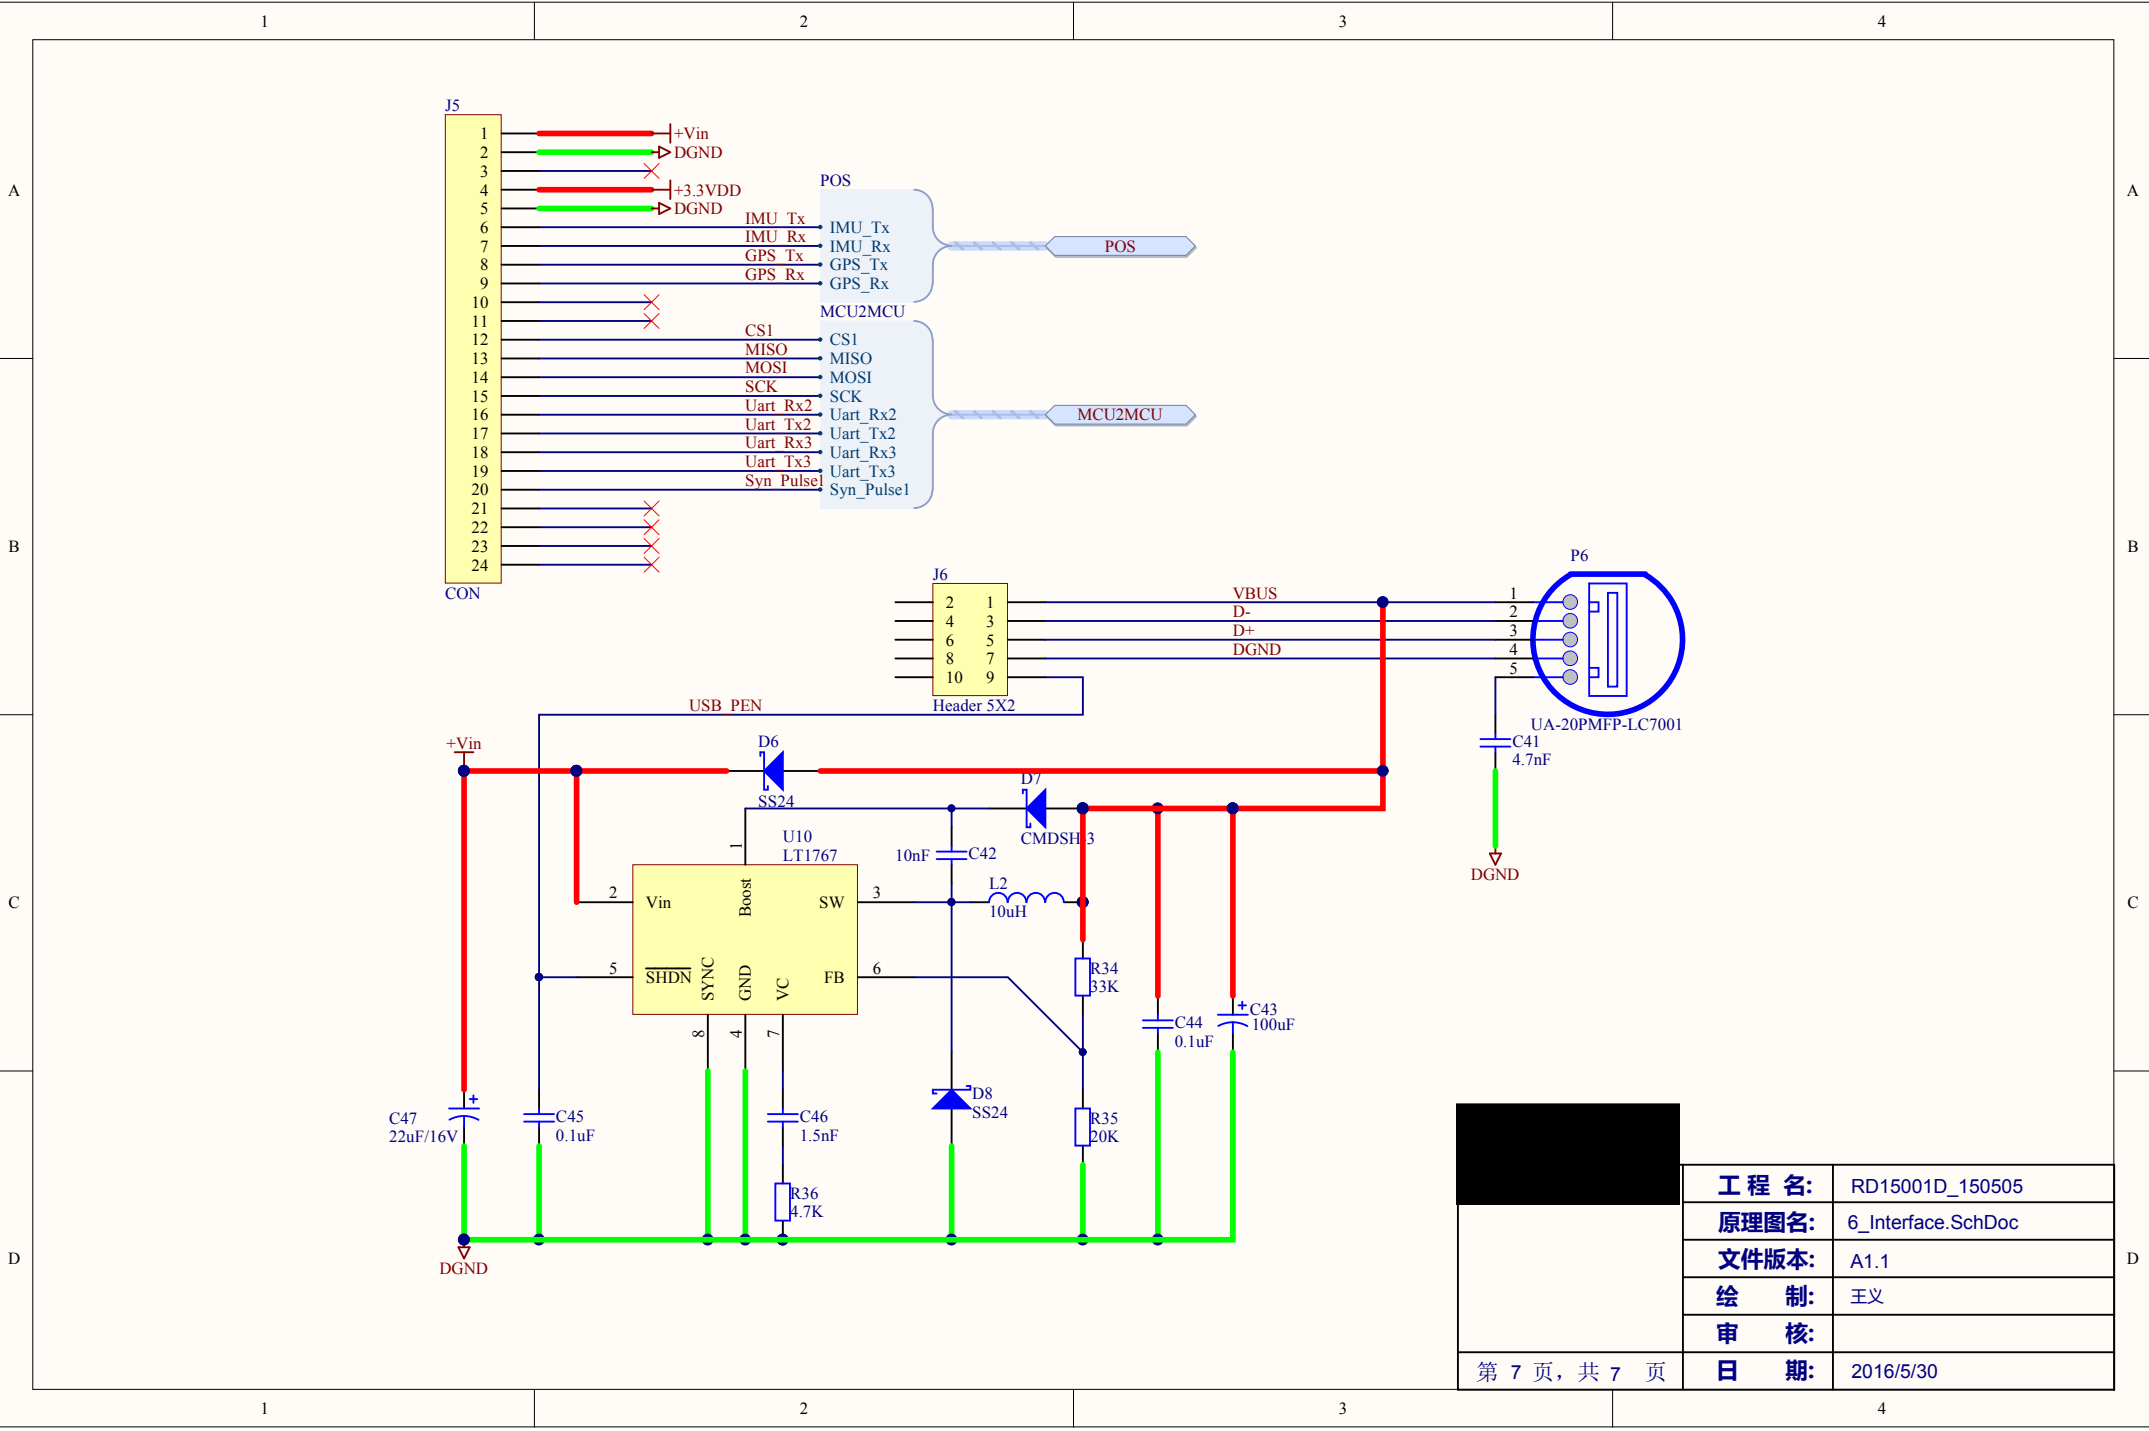 1 2 3 4
A A
B B
C C
D D
J5
1 +Vin
2 DGND
3
4 +3.3VDD
5 DGND
POS
6 IMU_Tx IMU_Tx
7 IMU_Rx IMU_Rx
POS
8 GPS_Tx GPS_Tx
9 GPS_Rx GPS_Rx
10
11
MCU2MCU
12 CS1 CS1
13 MISO MISO
14 MOSI MOSI
15 SCK SCK
16 Uart_Rx2 Uart_Rx2
MCU2MCU
17 Uart_Tx2 Uart_Tx2
18 Uart_Rx3 Uart_Rx3
19 Uart_Tx3 Uart_Tx3
20 Syn_Pulse1 Syn_Pulse1
21
22
23
24
CON
J6
2 1 VBUS
4 3 D-
6 5 D+
8 7 DGND
10 9
Header 5X2
P6
1
2
3
4
5
UA-20PMFP-LC7001
C41
4.7nF
DGND
USB_PEN
+Vin
D6
SS24
D7
CMDSH-3
U10
LT1767
1
Boost
2 Vin
SW 3
5 SHDN
SYNC
GND
VC
FB 6
8
4
7
10nF C42
L2
10uH
R34
33K
C44
0.1uF
C43
100uF
+
C47
22uF/16V
+
C45
0.1uF
C46
1.5nF
R36
4.7K
D8
SS24
R35
20K
DGND
工 程 名: RD15001D_150505
原理图名: 6_Interface.SchDoc
文件版本: A1.1
绘 制: 王义
审 核:
第 7 页，共 7 页 日 期: 2016/5/30
1 2 3 4